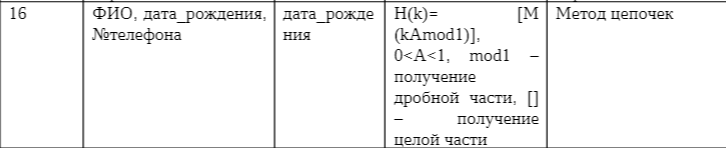 16
ФИО, дата_рождения,
№телефона
дата_рожде
ния
H(k)= [M
(kAmod1)],
0<A<1, mod1 –
получение
дробной части, []
– получение
целой части
Метод цепочек